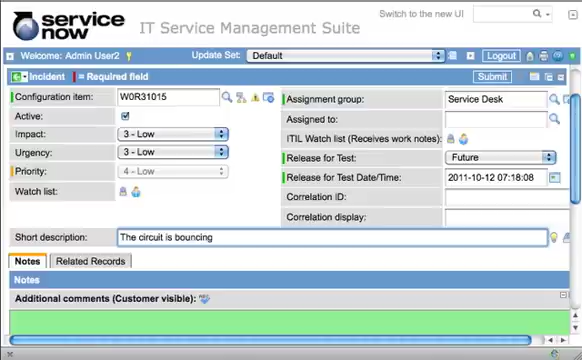 service now IT Service Management Suite Switch to the new UI
Welcome: Admin User2 Update Set: Default Logout
Incident = Required field Submit
Configuration item: W0R31015 Assignment group: Service Desk
Active: Assigned to:
Impact: 3 - Low ITIL Watch list (Receives work notes):
Urgency: 3 - Low Release for Test: Future
Priority: 4 - Low Release for Test Date/Time: 2011-10-12 07:18:08
Watch list: Correlation ID:
Correlation display:
Short description: The circuit is bouncing
Notes Related Records
Notes
Additional comments (Customer visible):